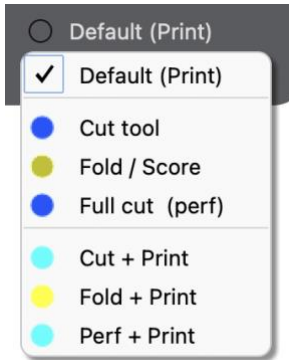 Default (Print)
Default (Print)
Cut tool
Fold / Score
Full cut (perf)
Cut + Print
Fold + Print
Perf + Print